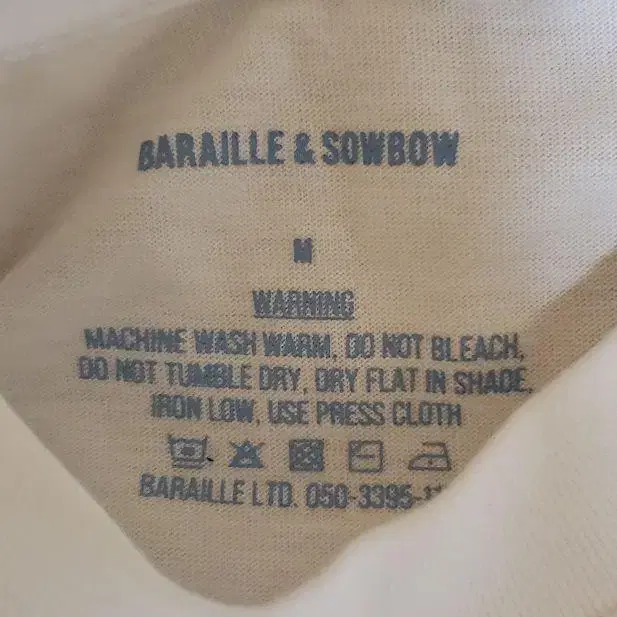 BARAILLE & SOWBOW
M
WARNING
MACHINE WASH WARM, DO NOT BLEACH,
DO NOT TUMBLE DRY, DRY FLAT IN SHADE,
IRON LOW, USE PRESS CLOTH
BARAILLE LTD. 050-3395-